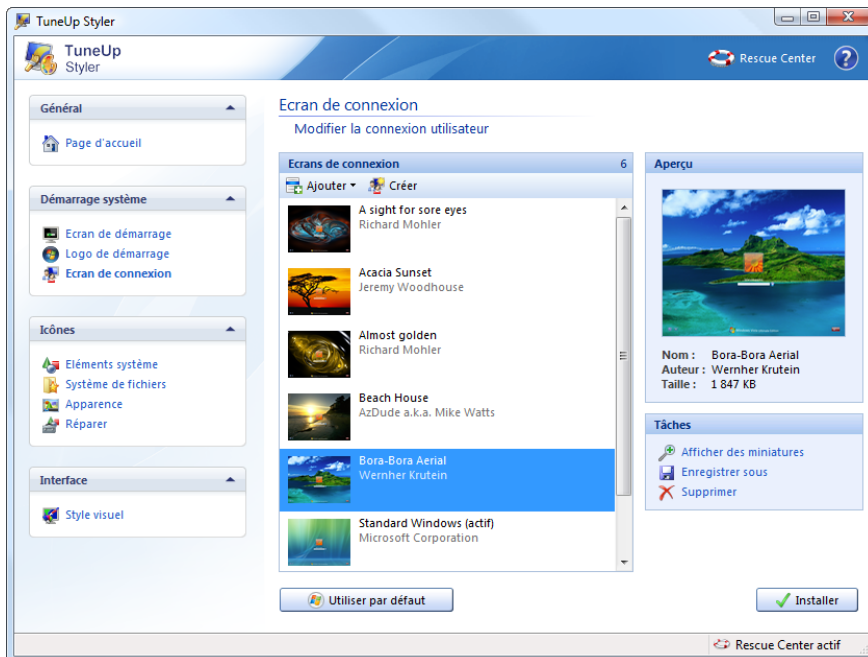 TuneUp Styler
TuneUp
Styler
Rescue Center
Général
Page d'accueil
Démarrage système
Ecran de démarrage
Logo de démarrage
Ecran de connexion
Icônes
Eléments système
Système de fichiers
Apparence
Réparer
Interface
Style visuel
Ecran de connexion
Modifier la connexion utilisateur
Ecrans de connexion 6
Ajouter Créer
A sight for sore eyes
Richard Mohler
Acacia Sunset
Jeremy Woodhouse
Almost golden
Richard Mohler
Beach House
AzDude a.k.a. Mike Watts
Bora-Bora Aerial
Wernher Krutein
Standard Windows (actif)
Microsoft Corporation
Utiliser par défaut
Aperçu
Nom : Bora-Bora Aerial
Auteur : Wernher Krutein
Taille : 1 847 KB
Tâches
Afficher des miniatures
Enregistrer sous
Supprimer
Installer
Rescue Center actif